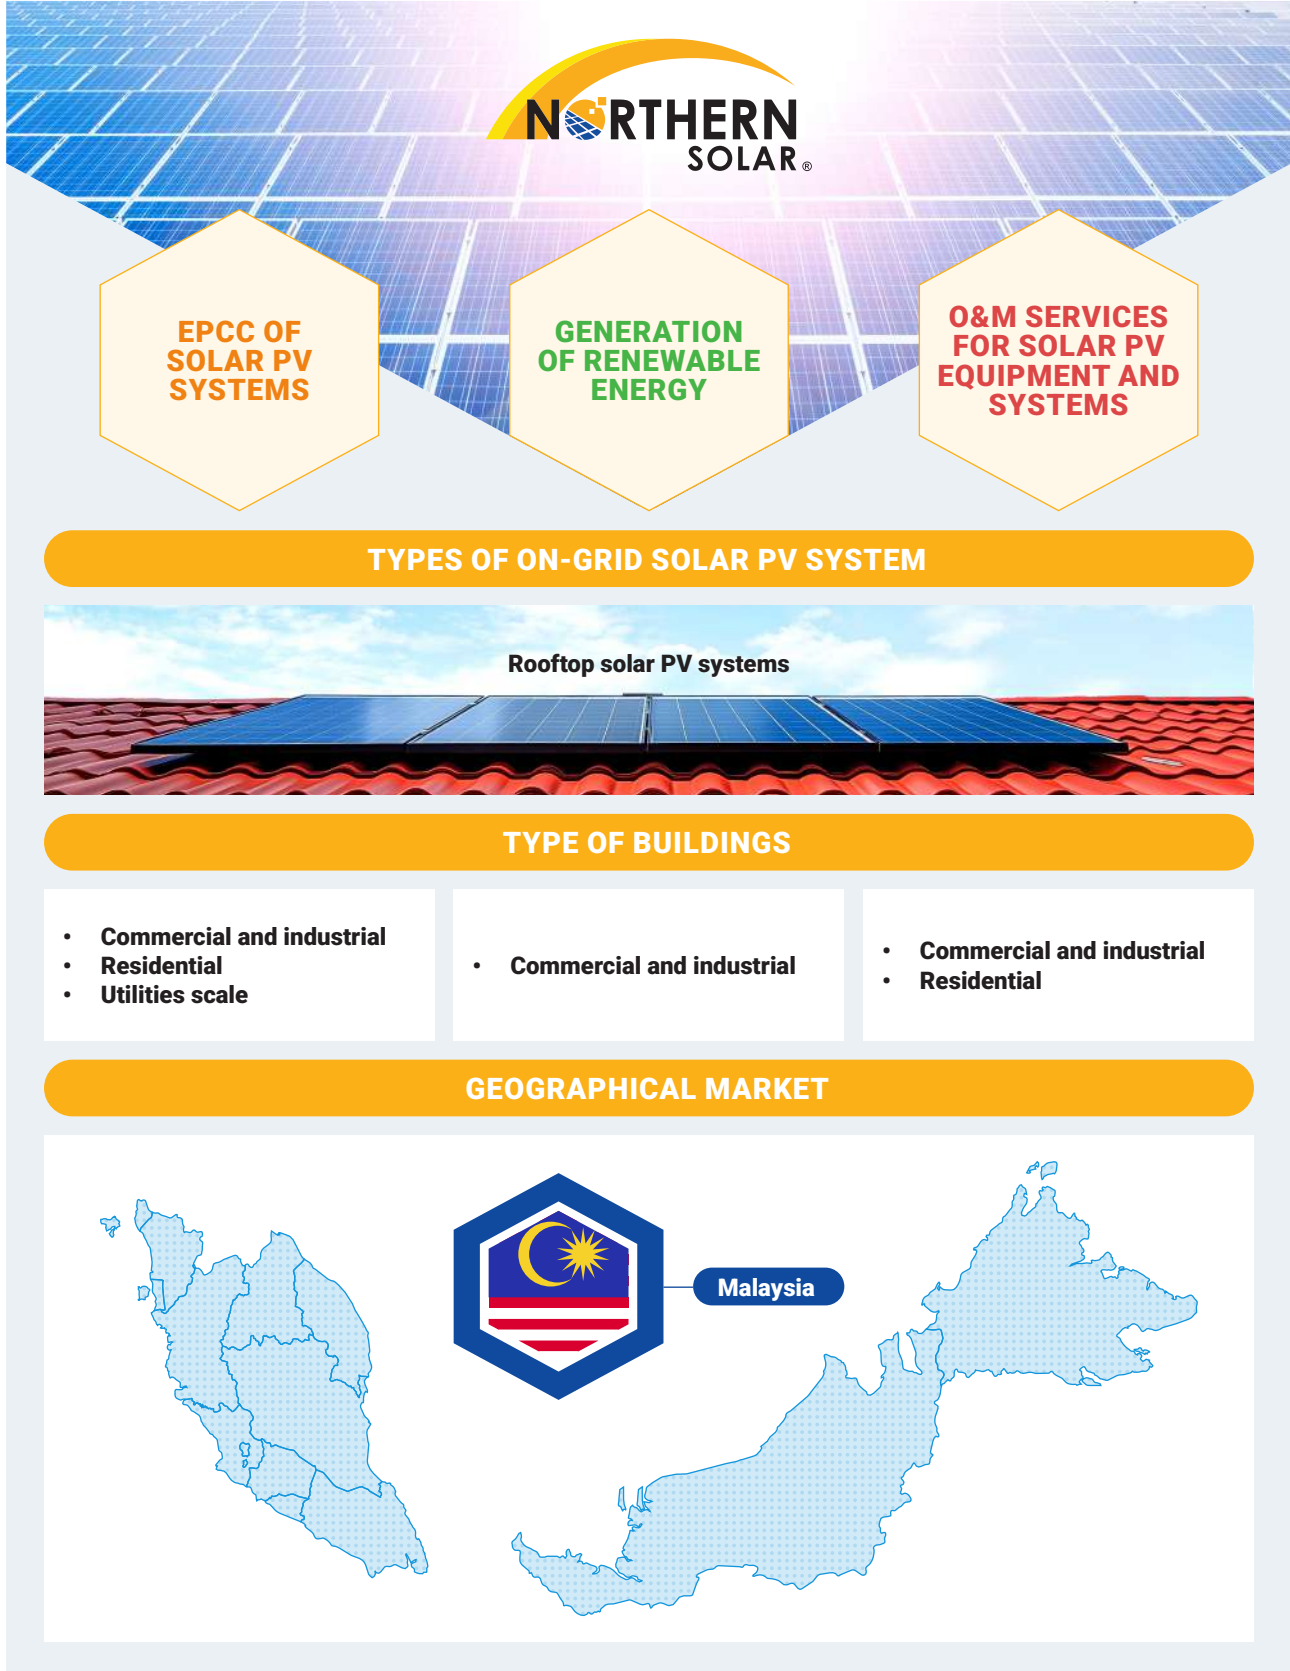 NORTHERN
SOLAR ®
EPCC OF
SOLAR PV
SYSTEMS
GENERATION
OF RENEWABLE
ENERGY
O&M SERVICES
FOR SOLAR PV
EQUIPMENT AND
SYSTEMS
TYPES OF ON-GRID SOLAR PV SYSTEM
Rooftop solar PV systems
TYPE OF BUILDINGS
• Commercial and industrial
• Residential
• Utilities scale
• Commercial and industrial
• Commercial and industrial
• Residential
GEOGRAPHICAL MARKET
Malaysia